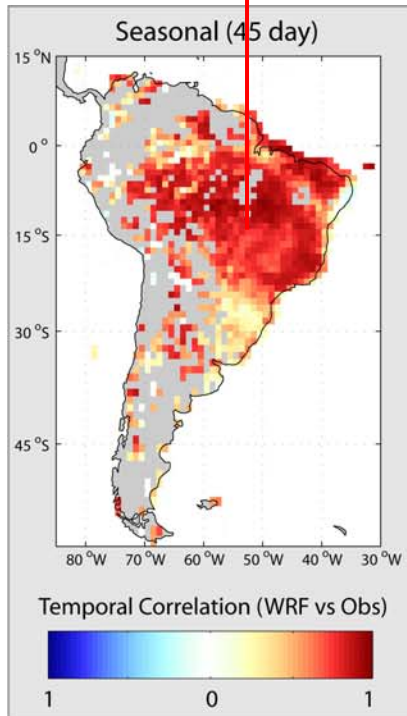 Seasonal (45 day)
15 °N
0 °
15 °S
30 °S
45 °S
80 °W 70 °W 60 °W 50 °W 40 °W 30 °W
Temporal Correlation (WRF vs Obs)
1 0 1